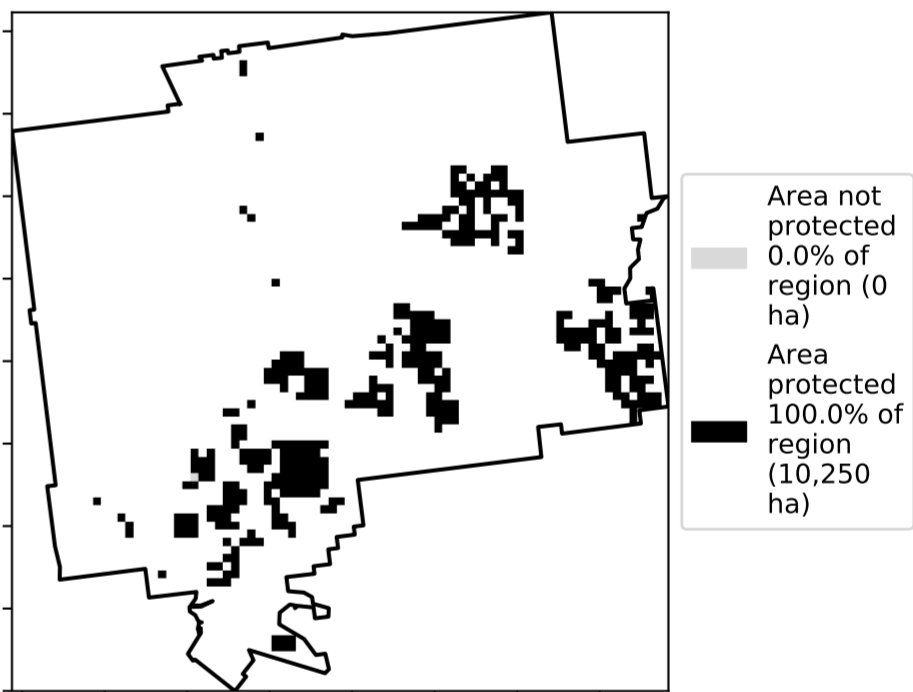 Area not
protected
0.0% of
region (0
ha)
Area
protected
100.0% of
region
(10,250
ha)